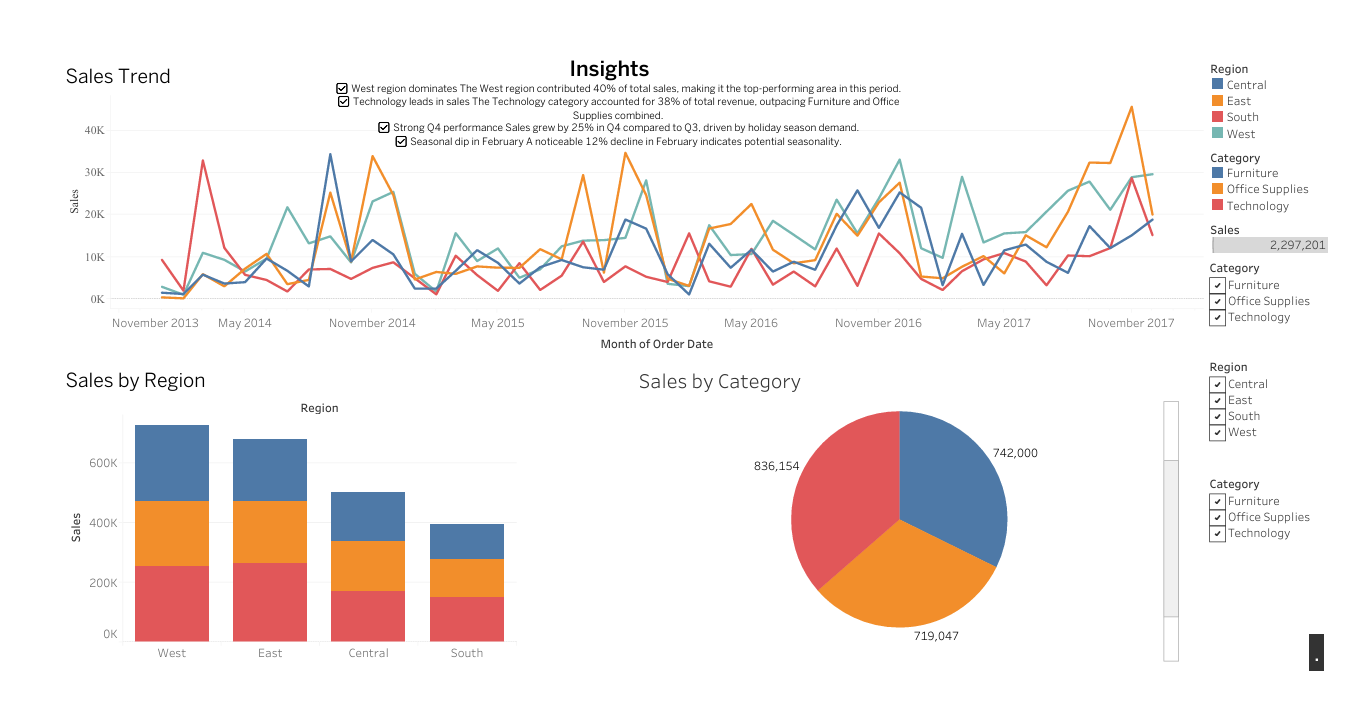 Insights
Sales Trend
☑ West region dominates The West region contributed 40% of total sales, making it the top-performing area in this period.
☑ Technology leads in sales The Technology category accounted for 38% of total revenue, outpacing Furniture and Office
Supplies combined.
☑ Strong Q4 performance Sales grew by 25% in Q4 compared to Q3, driven by holiday season demand.
☑ Seasonal dip in February A noticeable 12% decline in February indicates potential seasonality.
40K
30K
20K
10K
0K
Sales
November 2013 May 2014 November 2014 May 2015 November 2015 May 2016 November 2016 May 2017 November 2017
Month of Order Date
Region
Central
East
South
West
Category
Furniture
Office Supplies
Technology
Sales
2,297,201
Category
Furniture
Office Supplies
Technology
Sales by Region
Region
600K
400K
200K
0K
Sales
West East Central South
Sales by Category
742,000
836,154
719,047
Region
Central
East
South
West
Category
Furniture
Office Supplies
Technology
.